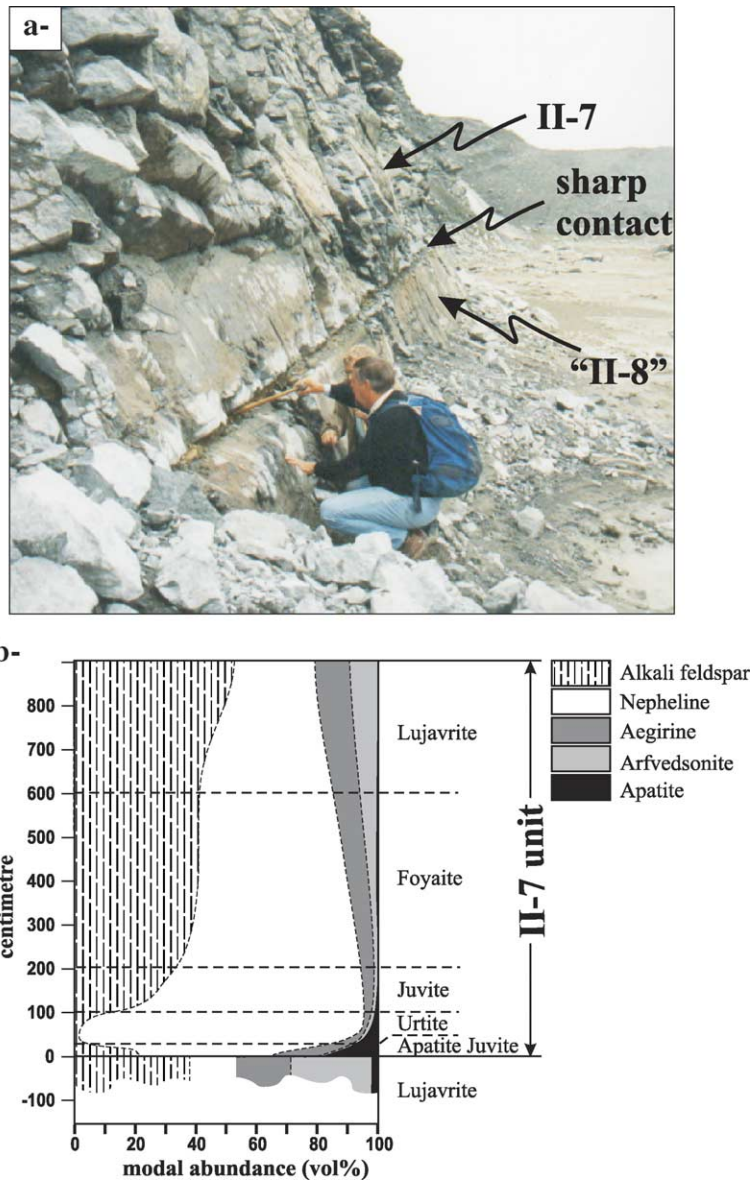 a-
II-7
sharp
contact
“II-8”
b-
centimetre
800
700
600
500
400
300
200
100
0
-100
0 20 40 60 80 100
modal abundance (vol%)
Lujavrite
Foyaite
Juvite
Urtite
Apatite Juvite
Lujavrite
II-7 unit
Alkali feldspar
Nepheline
Aegirine
Arfvedsonite
Apatite